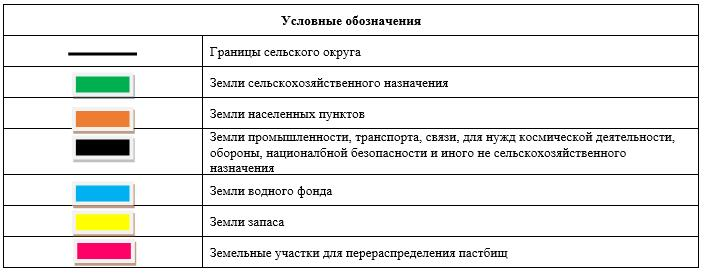 Условные обозначения
Границы сельского округа
Земли сельскохозяйственного назначения
Земли населенных пунктов
Земли промышленности, транспорта, связи, для нужд космической деятельности,
обороны, националбной безопасности и иного не сельскохозяйственного
назначения
Земли водного фонда
Земли запаса
Земельные участки для перераспределения пастбищ